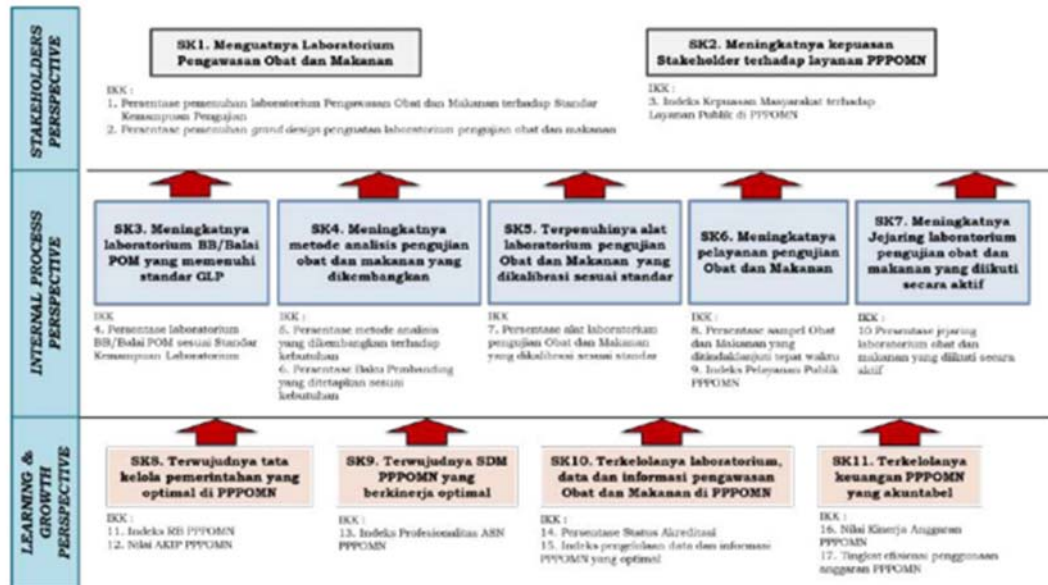 STAKEHOLDERS
PERSPECTIVE
SK1. Menguatnya Laboratorium
Pengawasan Obat dan Makanan
IKK :
1. Persentase pemenuhan laboratorium Pengawasan Obat dan Makanan terhadap Standar
Kemampuan Pengujian
2. Persentase pemenuhan grand design penguatan laboratorium pengujian obat dan makanan
SK2. Meningkatnya kepuasan
Stakeholder terhadap layanan PPPOMN
IKK :
3. Indeks Kepuasan Masyarakat terhadap
Layanan Publik di PPPOMN
INTERNAL PROCESS
PERSPECTIVE
SK3. Meningkatnya
laboratorium BB/Balai
POM yang memenuhi
standar GLP
IKK
4. Persentase laboratorium
BB/Balai POM sesuai Standar
Kemampuan Laboratorium
SK4. Meningkatnya
metode analisis pengujian
obat dan makanan yang
dikembangkan
IKK :
5. Persentase metode analisis
yang dikembangkan terhadap
kebutuhan
6. Persentase Baku Pembanding
yang ditetapkan sesuai
kebutuhan
SK5. Terpenuhinya alat
laboratorium pengujian
Obat dan Makanan yang
dikalibrasi sesuai standar
IKK :
7. Persentase alat laboratorium
pengujian Obat dan Makanan
yang dikalibrasi sesuai standar
SK6. Meningkatnya
pelayanan pengujian
Obat dan Makanan
IKK :
8. Persentase sampel Obat
dan Makanan yang
ditindaklanjuti tepat waktu
9. Indeks Pelayanan Publik
PPPOMN
SK7. Meningkatnya
Jejaring laboratorium
pengujian obat dan
makanan yang diikuti
secara aktif
IKK :
10 Persentase jejaring
laboratorium obat dan
makanan yang diikuti secara
aktif
LEARNING &
GROWTH
PERSPECTIVE
SK8. Terwujudnya tata
kelola pemerintahan yang
optimal di PPPOMN
IKK :
11. Indeks RB PPPOMN
12. Nilai AKIP PPPOMN
SK9. Terwujudnya SDM
PPPOMN yang
berkinerja optimal
IKK :
13. Indeks Profesionalitas ASN
PPPOMN
SK10. Terkelolanya laboratorium,
data dan informasi pengawasan
Obat dan Makanan di PPPOMN
IKK :
14. Persentase Status Akreditasi
15. Indeks pengelolaan data dan informasi
PPPOMN yang optimal
SK11. Terkelolanya
keuangan PPPOMN
yang akuntabel
IKK :
16. Nilai Kinerja Anggaran
PPPOMN
17. Tingkat efisiensi penggunaan
anggaran PPPOMN